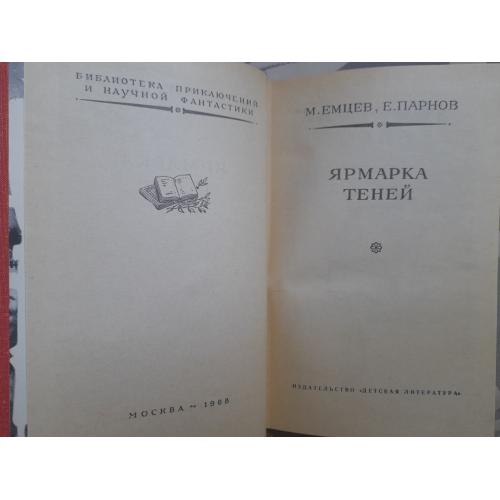 БИБЛИОТЕКА ПРИКЛЮЧЕНИЙ
И НАУЧНОЙ ФАНТАСТИКИ
МОСКВА ~ 1968
М. ЕМЦЕВ, Е. ПАРНОВ
ЯРМАРКА
ТЕНЕЙ
ИЗДАТЕЛЬСТВО «ДЕТСКАЯ ЛИТЕРАТУРА»